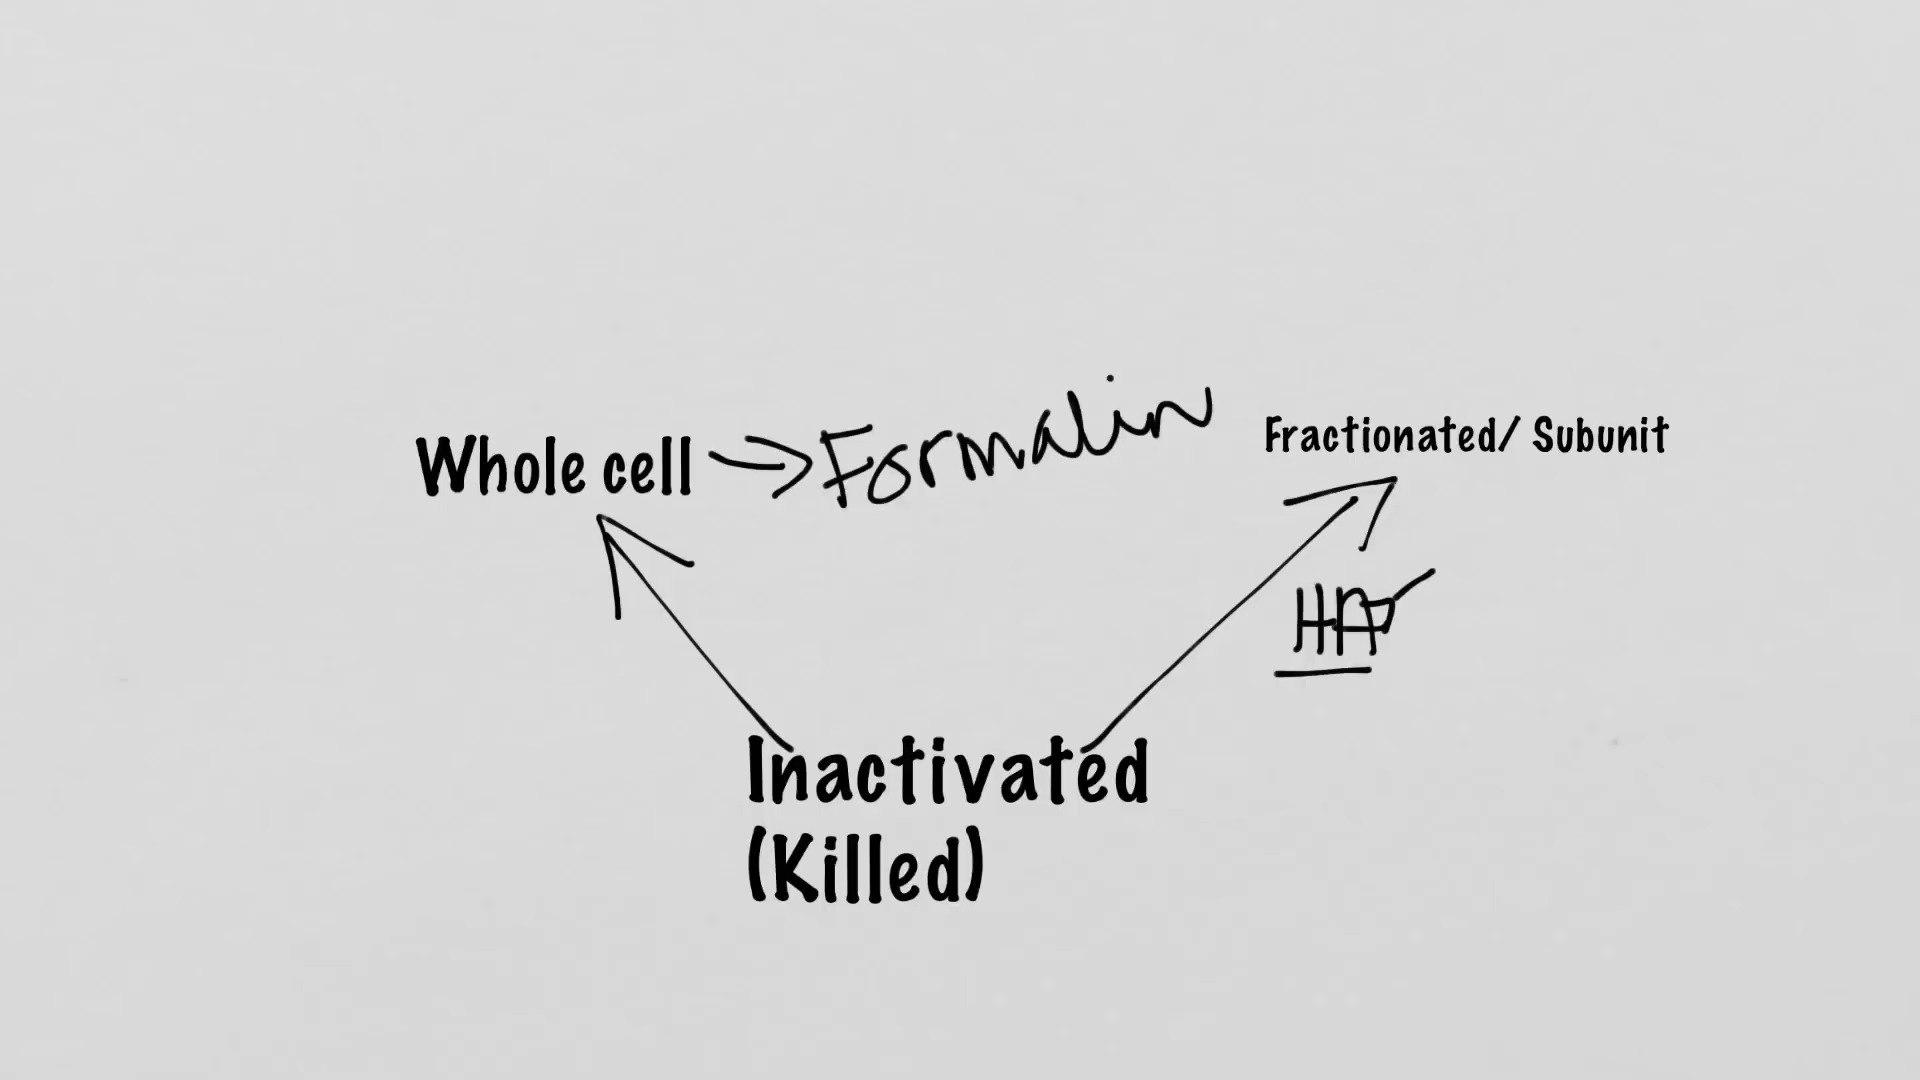 Whole cell → Formalin
Fractionated/ Subunit
HA
Inactivated
(Killed)